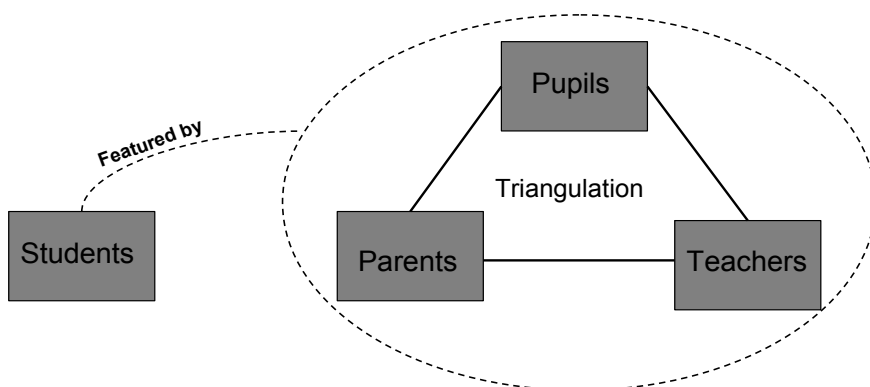 Pupils
Featured by
Triangulation
Students
Parents
Teachers